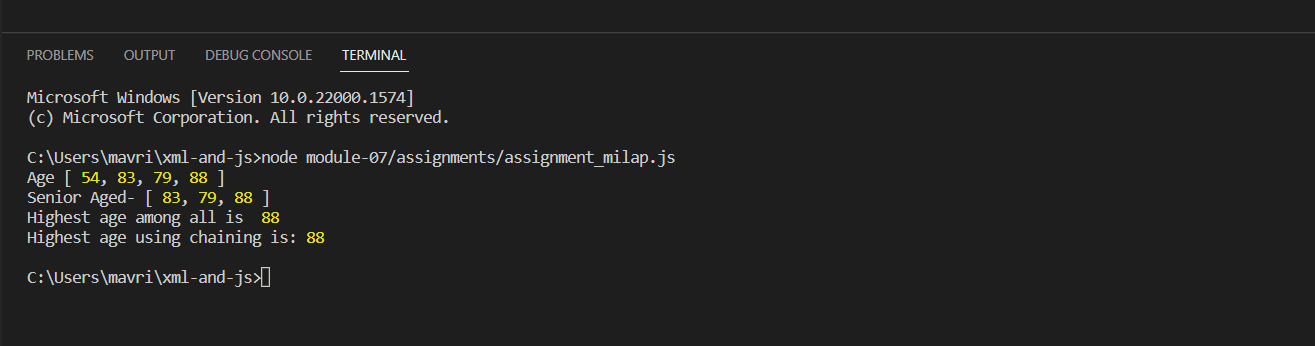 PROBLEMS OUTPUT DEBUG CONSOLE TERMINAL
Microsoft Windows [Version 10.0.22000.1574]
(c) Microsoft Corporation. All rights reserved.
C:\Users\mavri\xml-and-js>node module-07/assignments/assignment_milap.js
Age [ 54, 83, 79, 88 ]
Senior Aged- [ 83, 79, 88 ]
Highest age among all is  88
Highest age using chaining is: 88
C:\Users\mavri\xml-and-js>